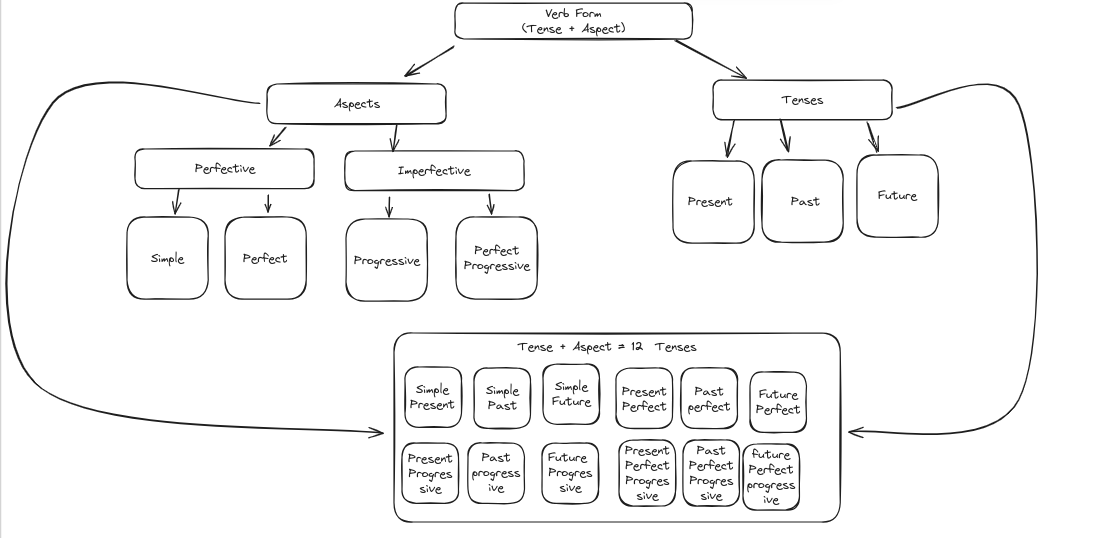 Verb Form
(Tense + Aspect)
Aspects
Tenses
Perfective
Imperfective
Simple
Perfect
Progressive
Perfect
Progressive
Present
Past
Future
Tense + Aspect = 12 Tenses
Simple
Present
Simple
Past
Simple
Future
Present
Perfect
Past
perfect
Future
Perfect
Present
Progres
sive
Past
progress
ive
Future
Progres
sive
Present
Perfect
Progres
sive
Past
Perfect
Progres
sive
future
Perfect
progress
ive